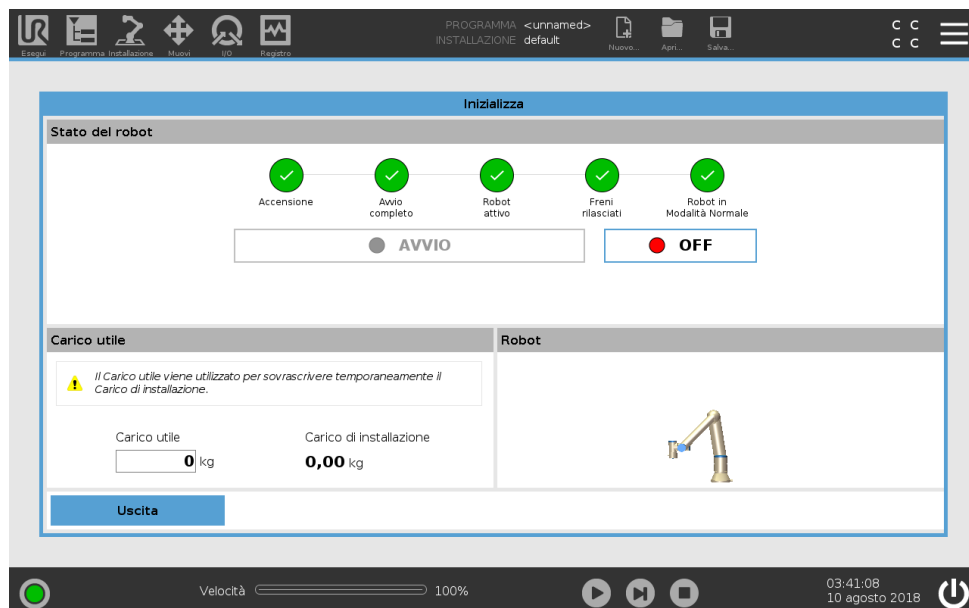 PROGRAMMA <unnamed>
INSTALLAZIONE default
C C
C C
Esegui Programma Installazione Muovi I/O Registro Nuovo... Apri... Salva...
Inizializza
Stato del robot
Accensione
Avvio completo
Robot attivo
Freni rilasciati
Robot in Modalità Normale
AVVIO
OFF
Carico utile
Il Carico utile viene utilizzato per sovrascrivere temporaneamente il
Carico di installazione.
Carico utile
0 kg
Carico di installazione
0,00 kg
Robot
Uscita
Velocità 100%
03:41:08
10 agosto 2018